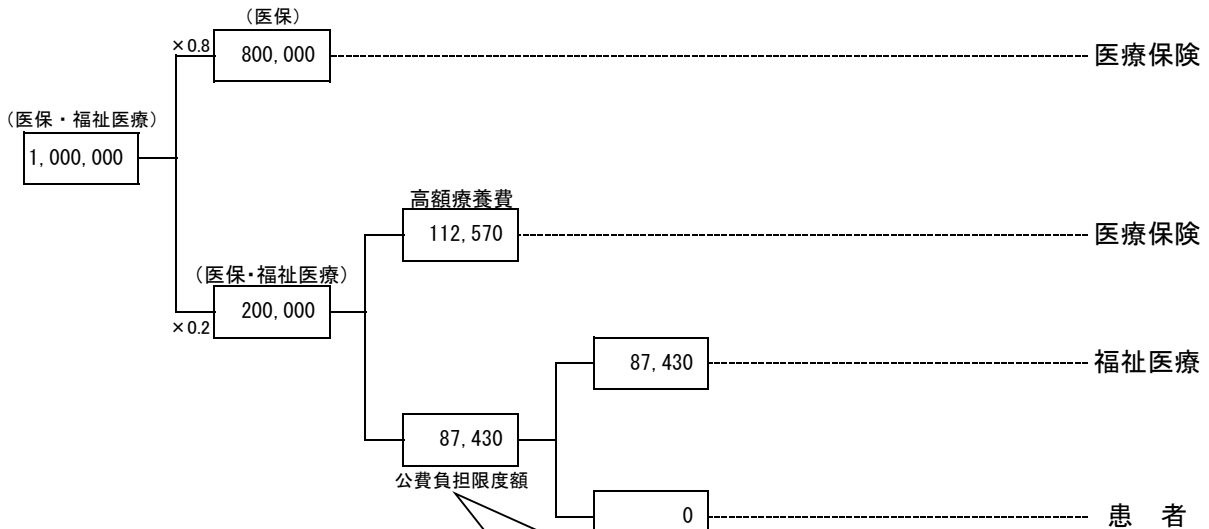 （医保）
×0.8
800,000
医療保険
（医保・福祉医療）
1,000,000
高額療養費
112,570
医療保険
（医保・福祉医療）
200,000
×0.2
87,430
福祉医療
87,430
公費負担限度額
0
患　者